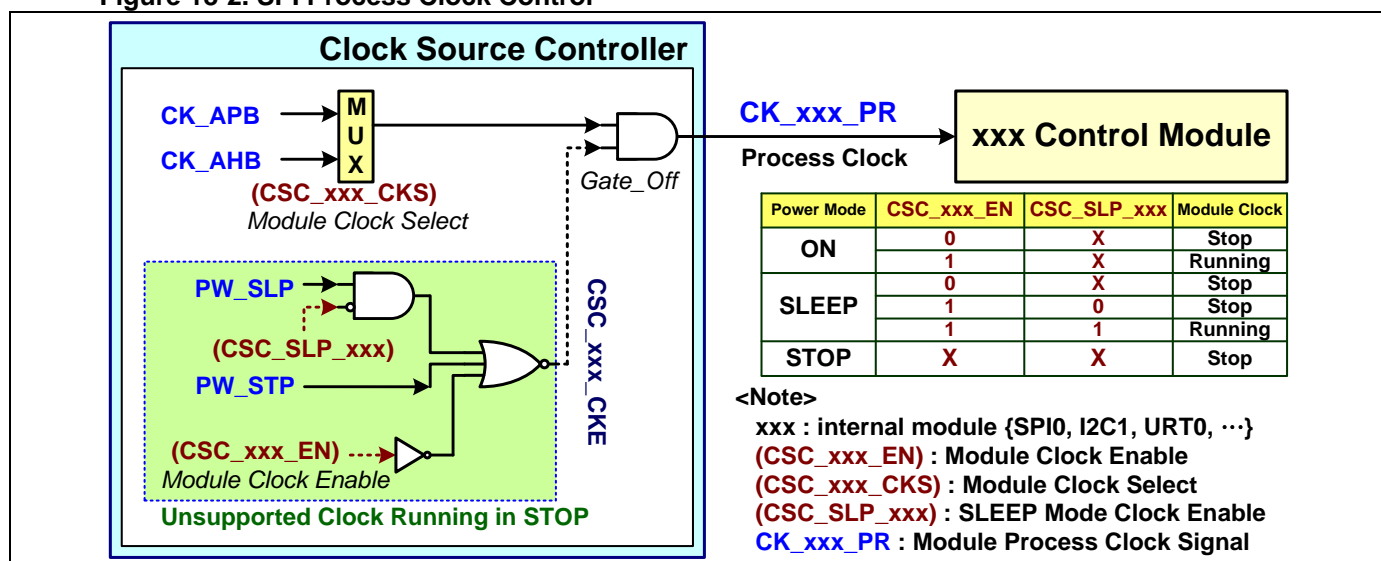 Clock Source Controller
CK_APB
CK_AHB
MUX
(CSC_xxx_CKS)
Module Clock Select
Gate_Off
CK_xxx_PR
Process Clock
xxx Control Module
PW_SLP
(CSC_SLP_xxx)
PW_STP
(CSC_xxx_EN)
Module Clock Enable
Unsupported Clock Running in STOP
CSC_xxx_CKE
Power Mode CSC_xxx_EN CSC_SLP_xxx Module Clock
ON 0 X Stop
1 X Running
SLEEP 0 X Stop
1 0 Stop
1 1 Running
STOP X X Stop
<Note>
xxx : internal module {SPI0, I2C1, URT0, ⋯}
(CSC_xxx_EN) : Module Clock Enable
(CSC_xxx_CKS) : Module Clock Select
(CSC_SLP_xxx) : SLEEP Mode Clock Enable
CK_xxx_PR : Module Process Clock Signal